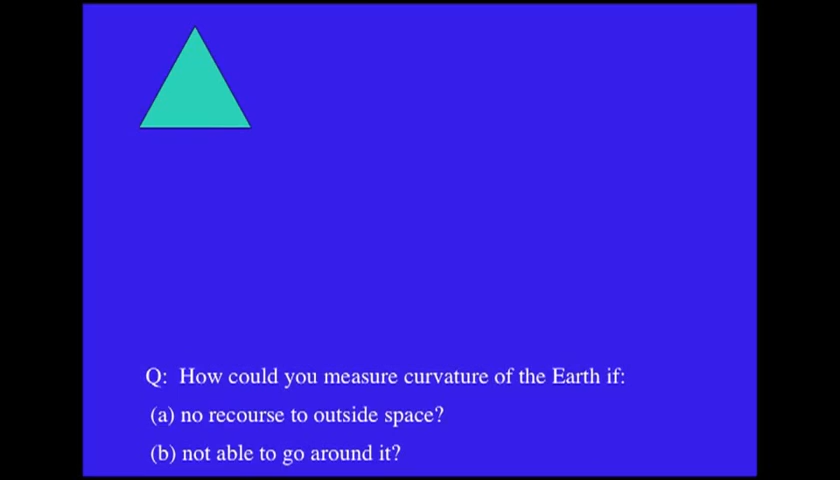 Q: How could you measure curvature of the Earth if:
(a) no recourse to outside space?
(b) not able to go around it?